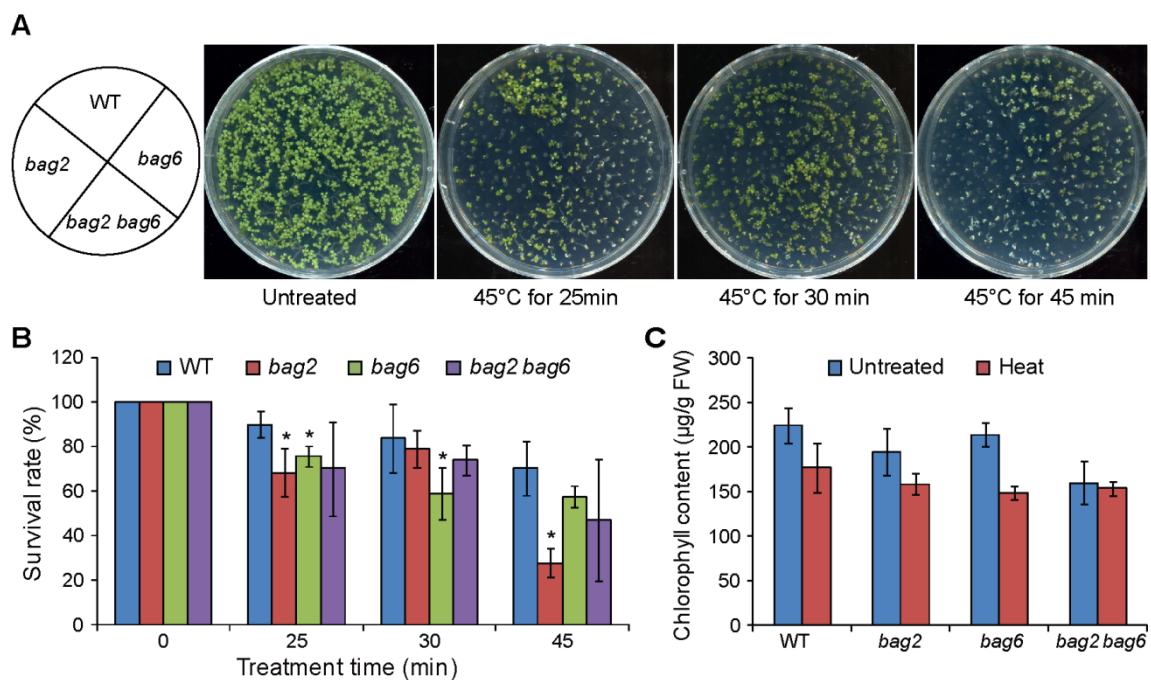 A
WT
bag2
bag6
bag2 bag6
Untreated
45°C for 25min
45°C for 30 min
45°C for 45 min
B
Survival rate (%)
120
100
80
60
40
20
0
WT
bag2
bag6
bag2 bag6
* *
*
*
0 25 30 45
Treatment time (min)
C
Chlorophyll content (µg/g FW)
300
250
200
150
100
50
0
Untreated
Heat
WT bag2 bag6 bag2 bag6